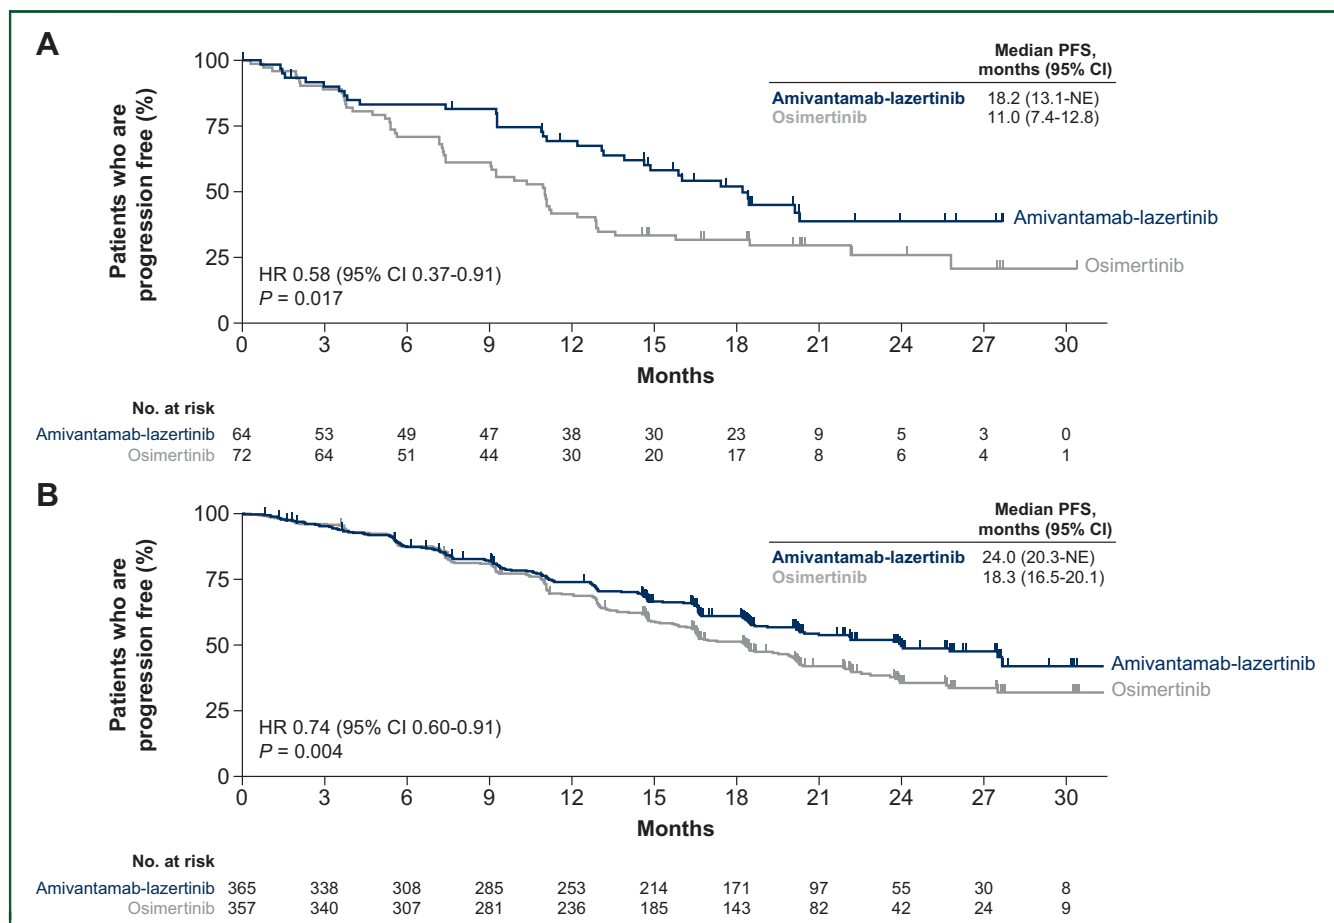 A
Median PFS,
months (95% CI)
Amivantamab-lazertinib 18.2 (13.1-NE)
Osimertinib 11.0 (7.4-12.8)
Patients who are
progression free (%)
100
75
50
25
0
Amivantamab-lazertinib
Osimertinib
HR 0.58 (95% CI 0.37-0.91)
P = 0.017
0 3 6 9 12 15 18 21 24 27 30
Months
No. at risk
Amivantamab-lazertinib 64 53 49 47 38 30 23 9 5 3 0
Osimertinib 72 64 51 44 30 20 17 8 6 4 1
B
Median PFS,
months (95% CI)
Amivantamab-lazertinib 24.0 (20.3-NE)
Osimertinib 18.3 (16.5-20.1)
Patients who are
progression free (%)
100
75
50
25
0
Amivantamab-lazertinib
Osimertinib
HR 0.74 (95% CI 0.60-0.91)
P = 0.004
0 3 6 9 12 15 18 21 24 27 30
Months
No. at risk
Amivantamab-lazertinib 365 338 308 285 253 214 171 97 55 30 8
Osimertinib 357 340 307 281 236 185 143 82 42 24 9